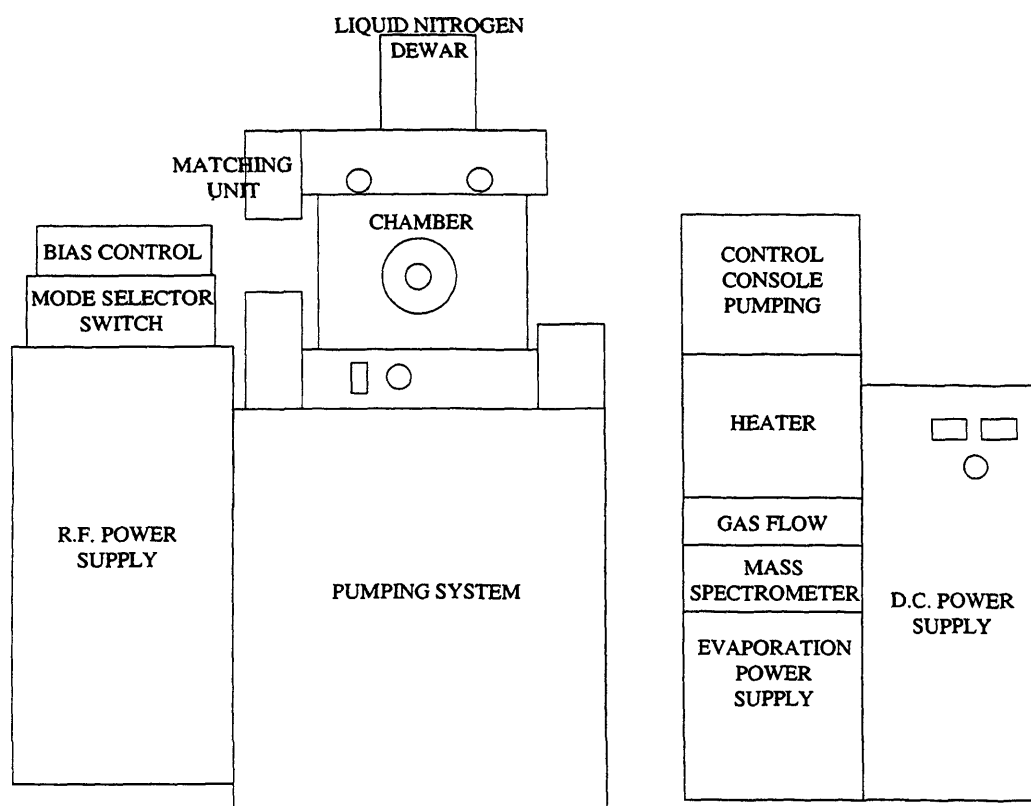 LIQUID NITROGEN
DEWAR
MATCHING
UNIT
CHAMBER
BIAS CONTROL
MODE SELECTOR
SWITCH
R.F. POWER
SUPPLY
PUMPING SYSTEM
CONTROL
CONSOLE
PUMPING
HEATER
GAS FLOW
MASS
SPECTROMETER
EVAPORATION
POWER
SUPPLY
D.C. POWER
SUPPLY